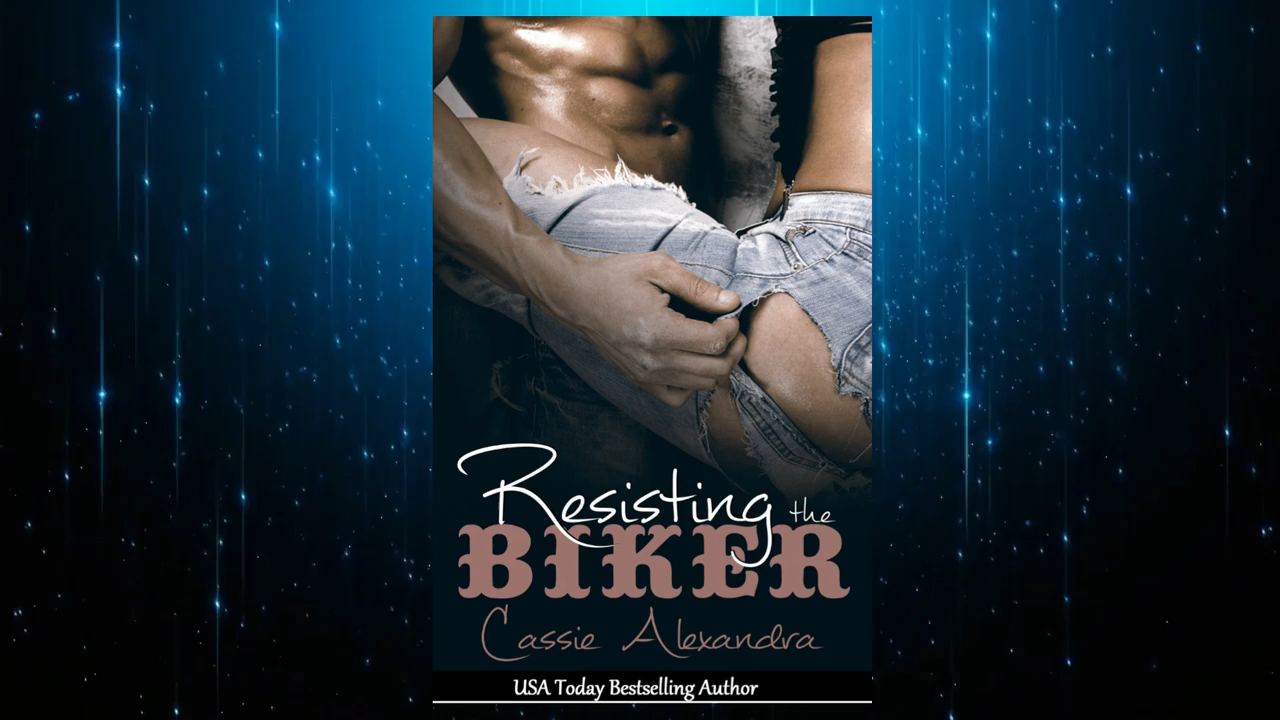 Resisting the
BIKER
Cassie Alexandra
USA Today Bestselling Author